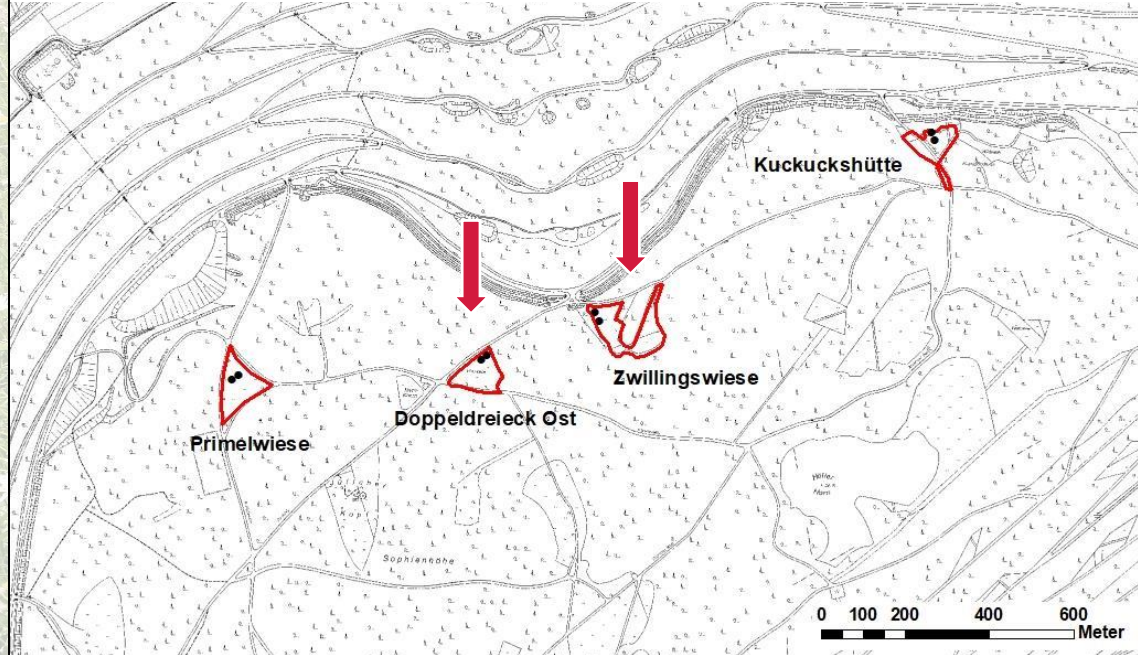 Kuckuckshütte
Zwillingswiese
Doppeldreieck Ost
Primelwiese
Sophienhöhe
0 100 200 400 600
Meter